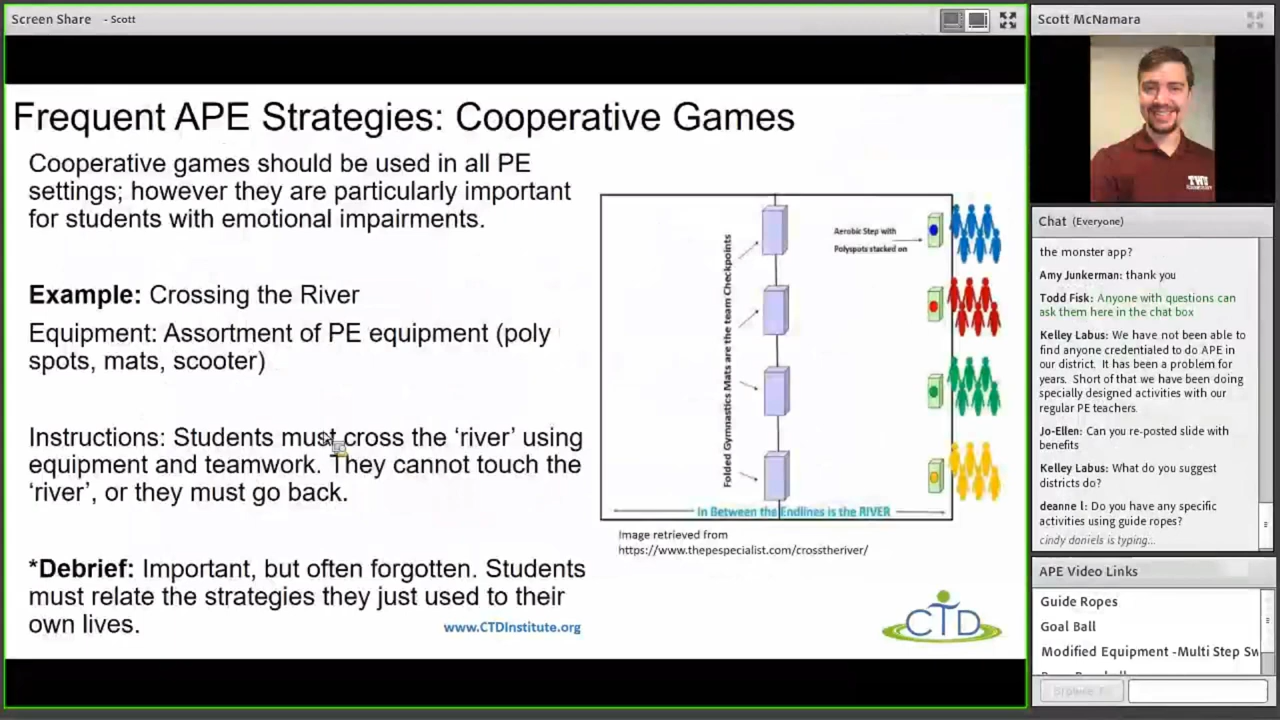 Screen Share - Scott
Frequent APE Strategies: Cooperative Games
Cooperative games should be used in all PE
settings; however they are particularly important
for students with emotional impairments.
Example: Crossing the River
Equipment: Assortment of PE equipment (poly
spots, mats, scooter)
Instructions: Students must cross the ‘river’ using
equipment and teamwork. They cannot touch the
‘river’, or they must go back.
*Debrief: Important, but often forgotten. Students
must relate the strategies they just used to their
own lives.
www.CTDInstitute.org
Folded Gymnastics Mats are the team Checkpoints
Aerobic Step with
Polyspots stacked on
In Between the Endlines is the RIVER
Image retrieved from
https://www.thepespecialist.com/crosstheriver/
CTD
Scott McNamara
TWU
Chat (Everyone)
the monster app?
Amy Junkerman: thank you
Todd Fisk: Anyone with questions can
ask them here in the chat box
Kelley Labus: We have not been able to
find anyone credentialed to do APE in
our district. It has been a problem for
years. Short of that we have been doing
specially designed activities with our
regular PE teachers.
Jo-Ellen: Can you re-posted slide with
benefits
Kelley Labus: What do you suggest
districts do?
deanne l: Do you have any specific
activities using guide ropes?
cindy daniels is typing...
APE Video Links
Guide Ropes
Goal Ball
Modified Equipment -Multi Step Sw
Browse To